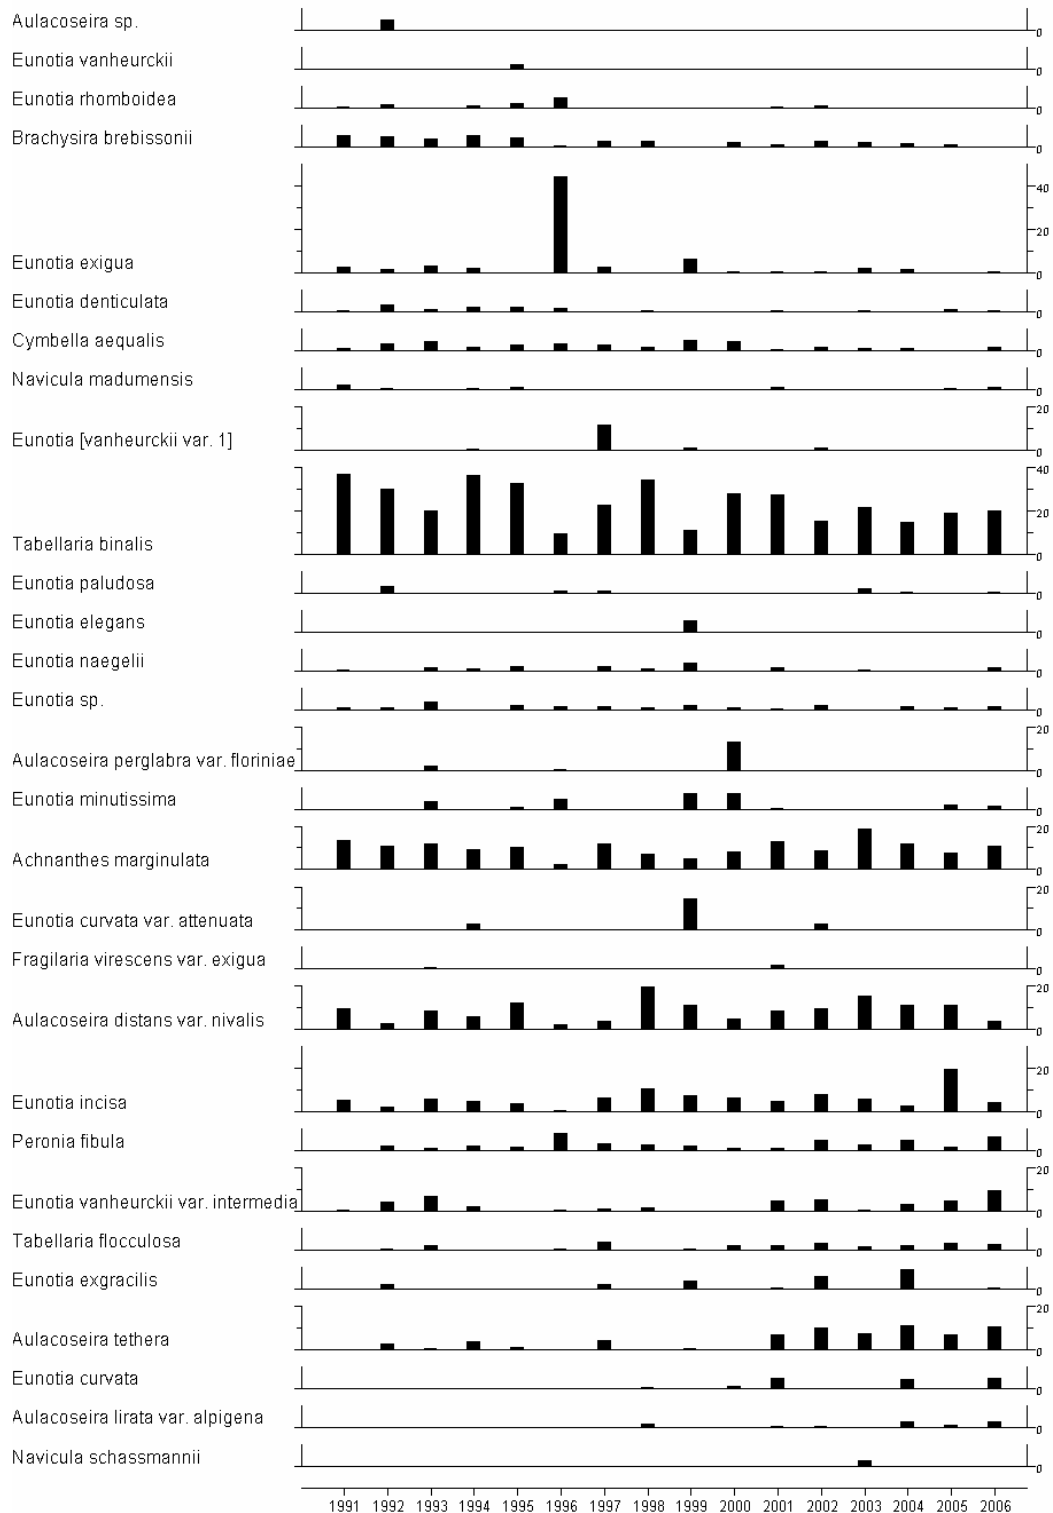 Aulacoseira sp. 0
Eunotia vanheurckii 0
Eunotia rhomboidea 0
Brachysira brebissonii 0
40
20
Eunotia exigua 0
Eunotia denticulata 0
Cymbella aequalis 0
Navicula madumensis 0
20
Eunotia [vanheurckii var. 1] 0
40
20
Tabellaria binalis 0
Eunotia paludosa 0
Eunotia elegans 0
Eunotia naegelii 0
Eunotia sp. 0
20
Aulacoseira perglabra var. floriniae 0
Eunotia minutissima 0
20
Achnanthes marginulata 0
20
Eunotia curvata var. attenuata 0
Fragilaria virescens var. exigua 0
20
Aulacoseira distans var. nivalis 0
20
Eunotia incisa 0
Peronia fibula 0
20
Eunotia vanheurckii var. intermedia 0
Tabellaria flocculosa 0
Eunotia exgracilis 0
20
Aulacoseira tethera 0
Eunotia curvata 0
Aulacoseira lirata var. alpigena 0
Navicula schassmannii 0
1991 1992 1993 1994 1995 1996 1997 1998 1999 2000 2001 2002 2003 2004 2005 2006